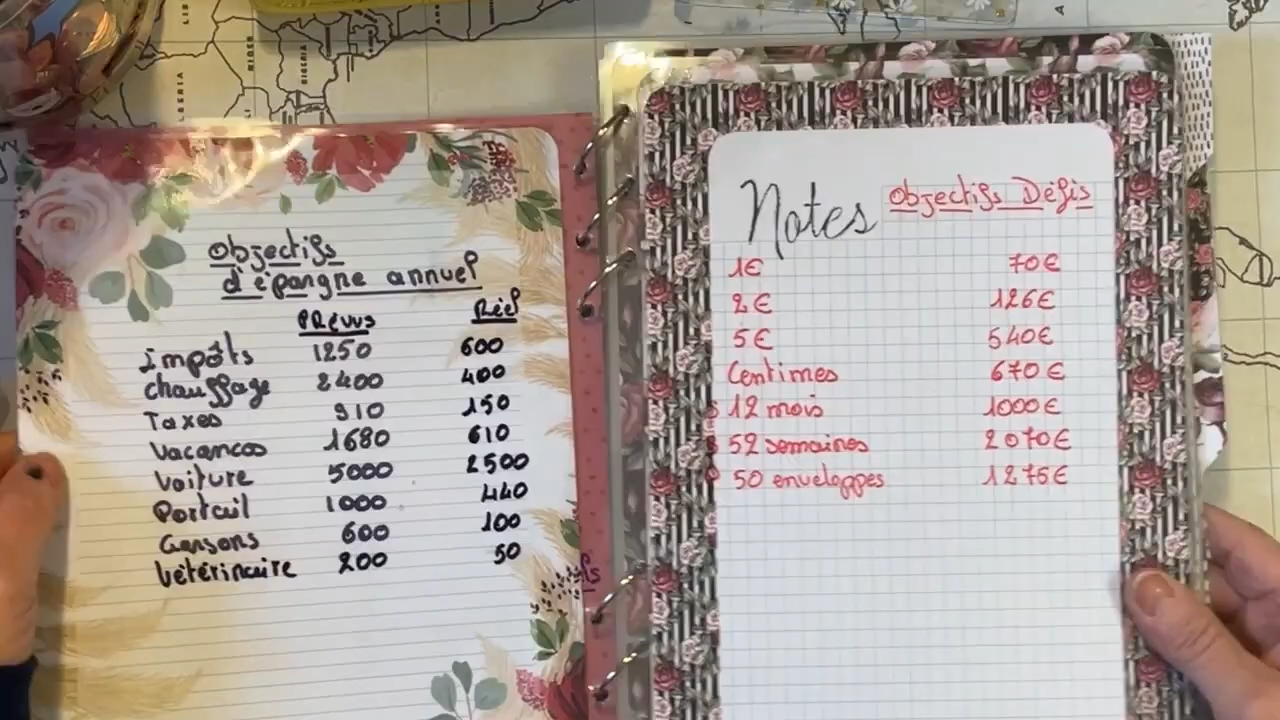 Objectifs
d'épargne annuel
PRévus Réel
impôts 1250 600
chauffage 2400 400
Taxes 910 150
Vacances 1680 610
Voiture 5000 2500
Portail 1000 440
Garsons 600 100
Vétérinaire 200 50
Notes Objectifs Défis
1€ 70€
2€ 126€
5€ 540€
Centimes 670€
12 mois 1000€
52 semaines 2070€
50 enveloppes 1275€